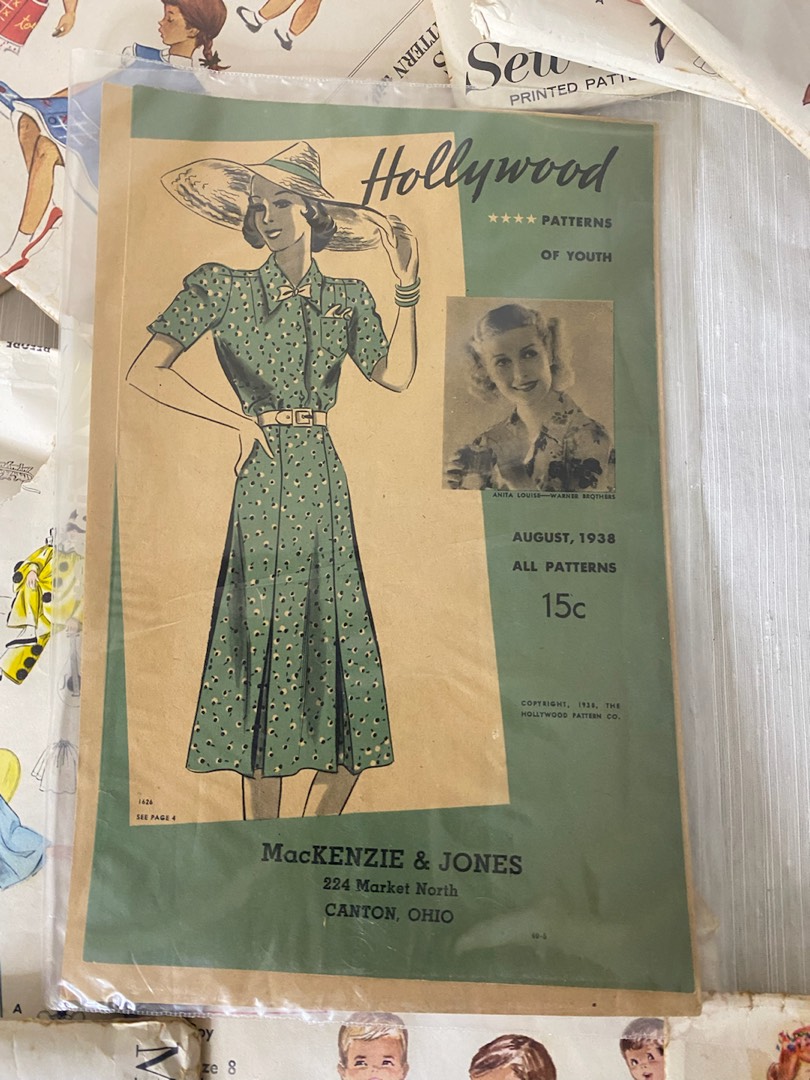 Sew
PRINTED PATTE
Hollywood
★★★★ PATTERNS
OF YOUTH
ANITA LOUISE—WARNER BROTHERS
AUGUST, 1938
ALL PATTERNS
15c
COPYRIGHT, 1938, THE
HOLLYWOOD PATTERN CO.
1626
SEE PAGE 4
MacKENZIE & JONES
224 Market North
CANTON, OHIO
A
ze 8
M